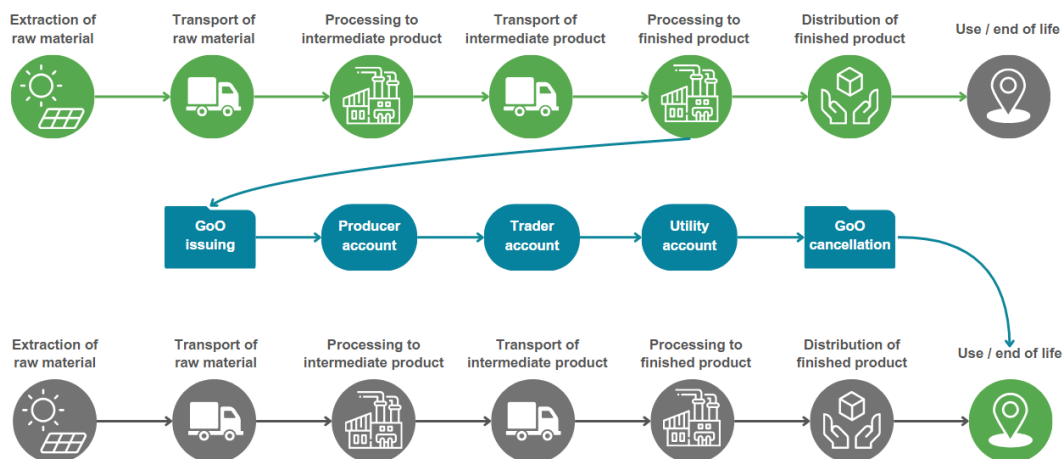 Extraction of
raw material
Transport of
raw material
Processing to
intermediate product
Transport of
intermediate product
Processing to
finished product
Distribution of
finished product
Use / end of life
GoO
issuing
Producer
account
Trader
account
Utility
account
GoO
cancellation
Extraction of
raw material
Transport of
raw material
Processing to
intermediate product
Transport of
intermediate product
Processing to
finished product
Distribution of
finished product
Use / end of life